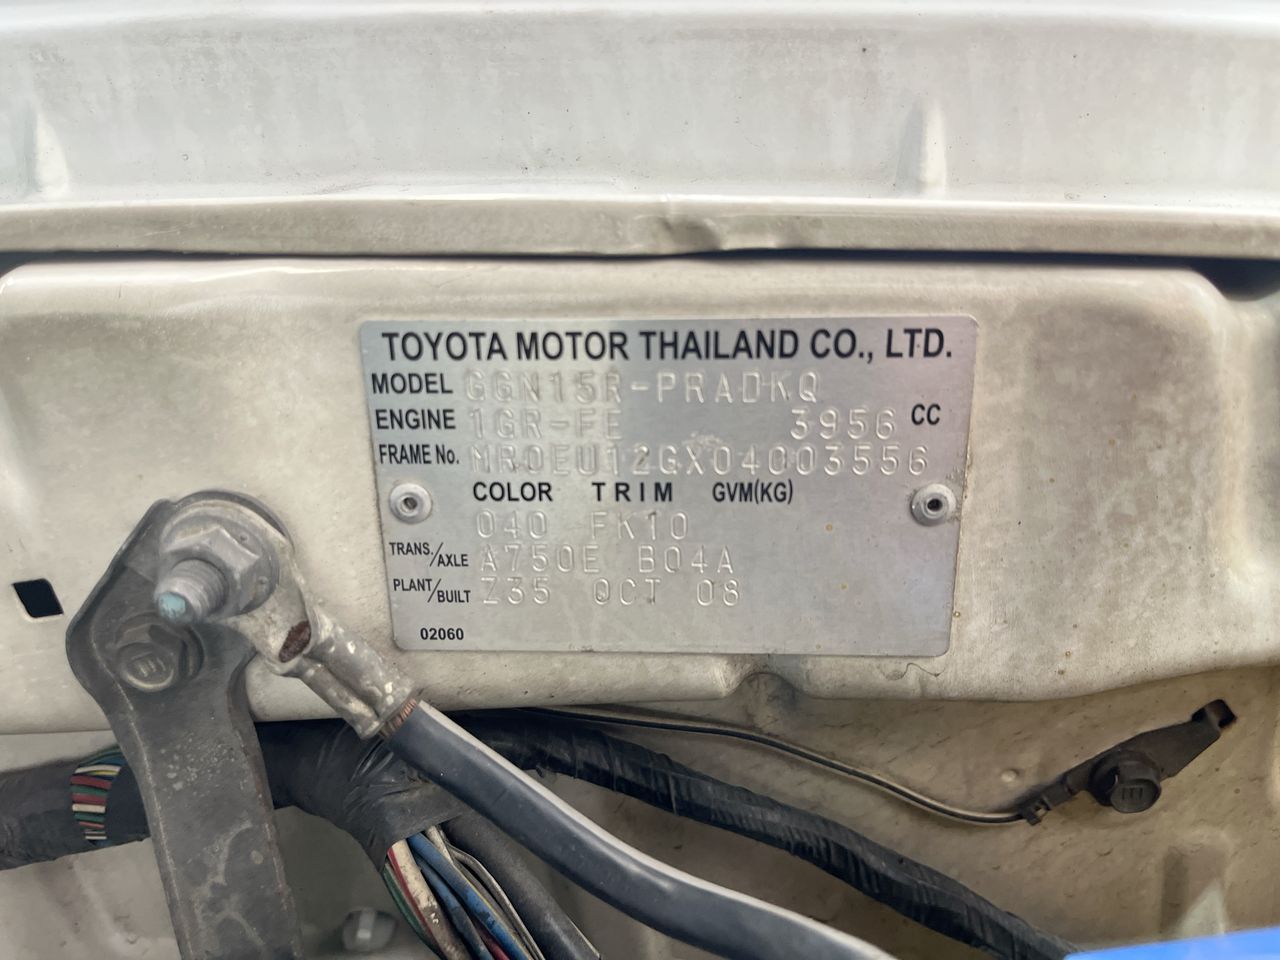 TOYOTA MOTOR THAILAND CO., LTD.
MODEL GGN15R-PRADKQ
ENGINE 1GR-FE 3956 CC
FRAME No. MR0EU12GX04003556
COLOR TRIM GVM(KG)
040 FK10
TRANS./AXLE A750E B04A
PLANT/BUILT Z35 OCT 08
02060